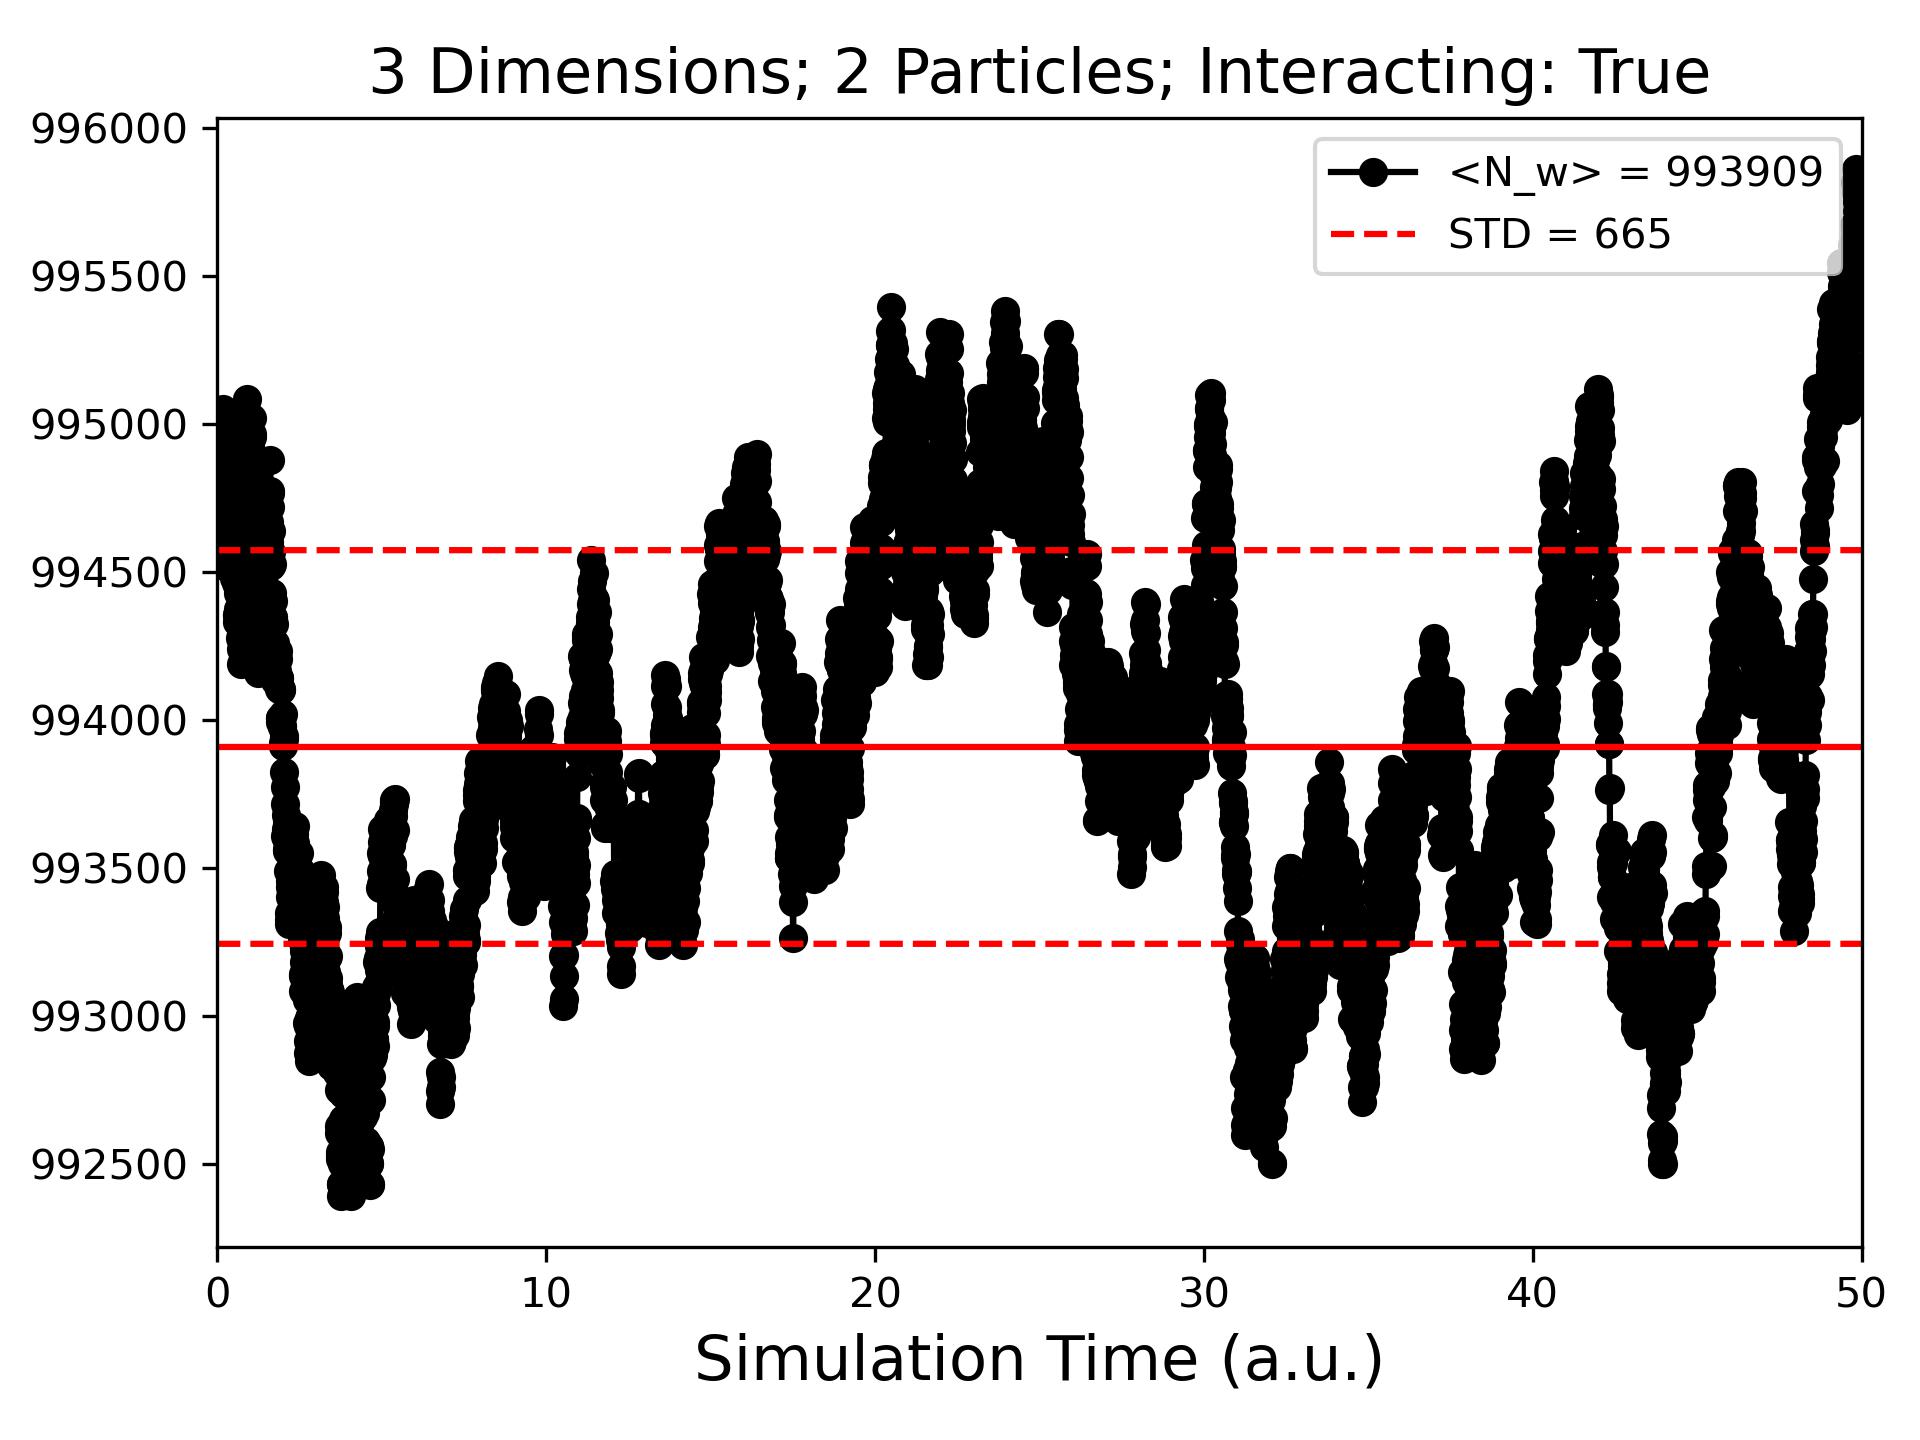 3 Dimensions; 2 Particles; Interacting: True
996000
995500
995000
994500
994000
993500
993000
992500
<N_w> = 993909
STD = 665
0 10 20 30 40 50
Simulation Time (a.u.)